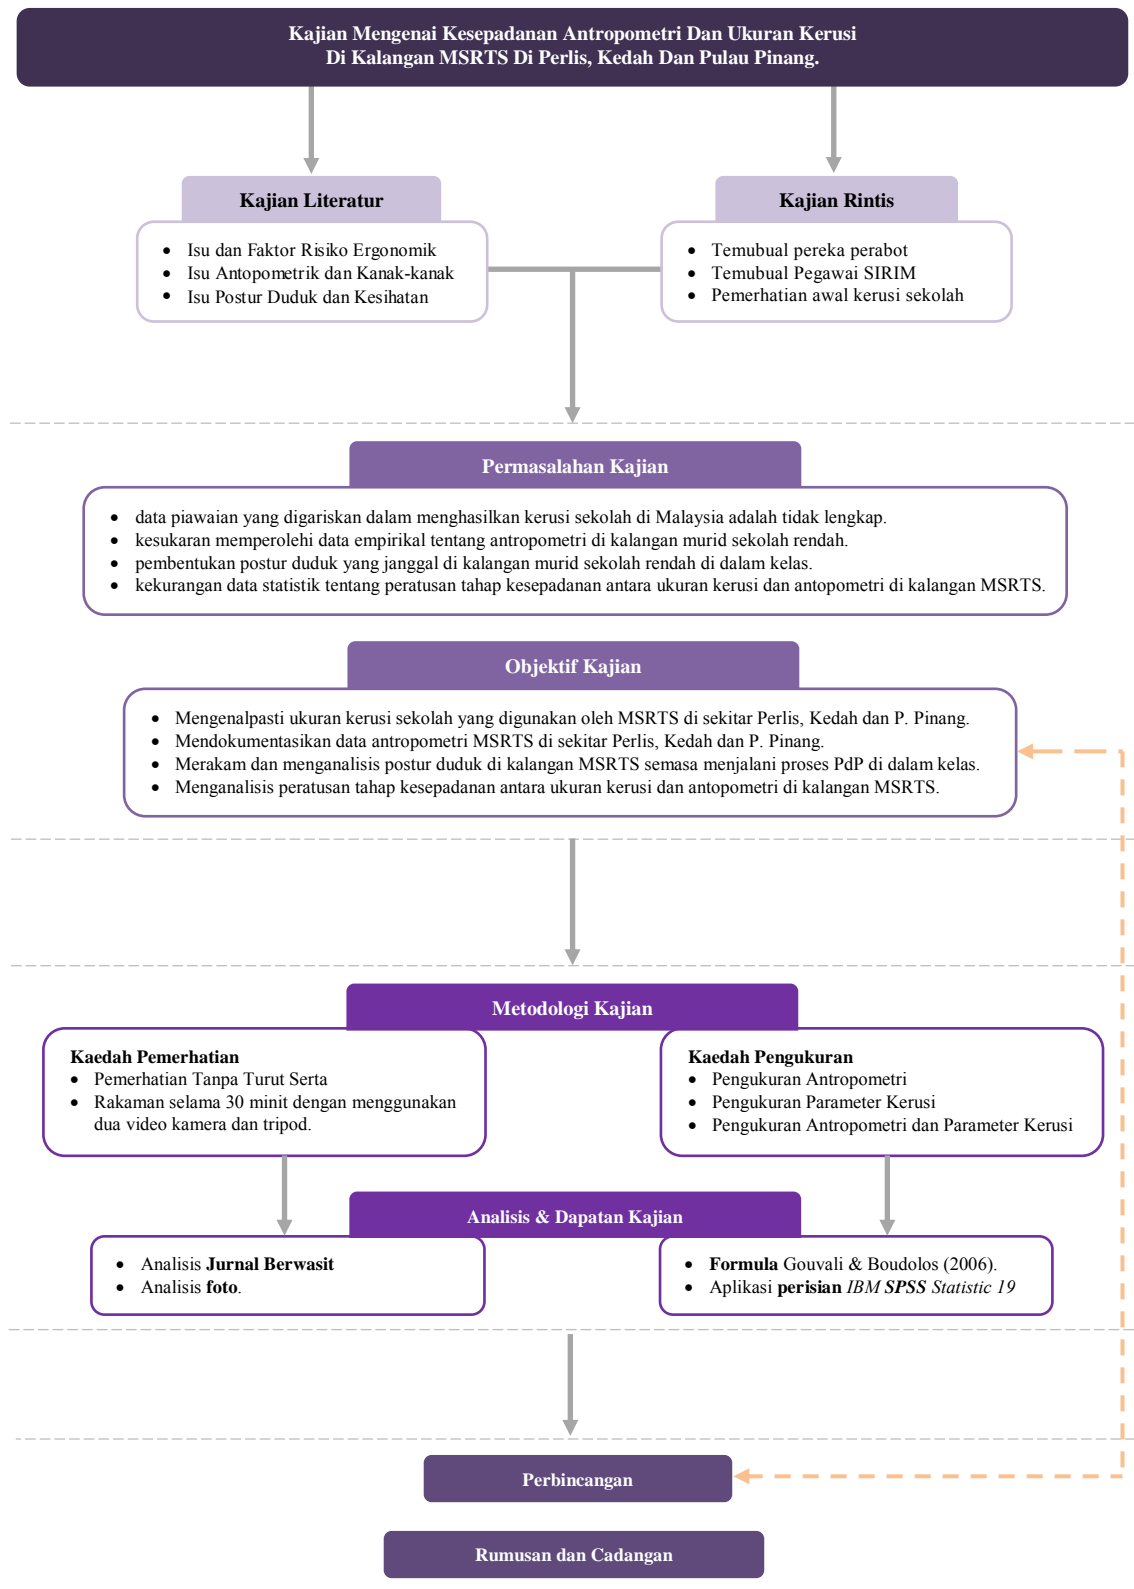 Kajian Mengenai Kesepadanan Antropometri Dan Ukuran Kerusi
Di Kalangan MSRTS Di Perlis, Kedah Dan Pulau Pinang.
Kajian Literatur
• Isu dan Faktor Risiko Ergonomik
• Isu Antopometrik dan Kanak-kanak
• Isu Postur Duduk dan Kesihatan
Kajian Rintis
• Temubual pereka perabot
• Temubual Pegawai SIRIM
• Pemerhatian awal kerusi sekolah
Permasalahan Kajian
• data piawaian yang digariskan dalam menghasilkan kerusi sekolah di Malaysia adalah tidak lengkap.
• kesukaran memperolehi data empirikal tentang antropometri di kalangan murid sekolah rendah.
• pembentukan postur duduk yang janggal di kalangan murid sekolah rendah di dalam kelas.
• kekurangan data statistik tentang peratusan tahap kesepadanan antara ukuran kerusi dan antopometri di kalangan MSRTS.
Objektif Kajian
• Mengenalpasti ukuran kerusi sekolah yang digunakan oleh MSRTS di sekitar Perlis, Kedah dan P. Pinang.
• Mendokumentasikan data antropometri MSRTS di sekitar Perlis, Kedah dan P. Pinang.
• Merakam dan menganalisis postur duduk di kalangan MSRTS semasa menjalani proses PdP di dalam kelas.
• Menganalisis peratusan tahap kesepadanan antara ukuran kerusi dan antopometri di kalangan MSRTS.
Metodologi Kajian
Kaedah Pemerhatian
• Pemerhatian Tanpa Turut Serta
• Rakaman selama 30 minit dengan menggunakan
dua video kamera dan tripod.
Kaedah Pengukuran
• Pengukuran Antropometri
• Pengukuran Parameter Kerusi
• Pengukuran Antropometri dan Parameter Kerusi
Analisis & Dapatan Kajian
• Analisis Jurnal Berwasit
• Analisis foto.
• Formula Gouvali & Boudolos (2006).
• Aplikasi perisian IBM SPSS Statistic 19
Perbincangan
Rumusan dan Cadangan